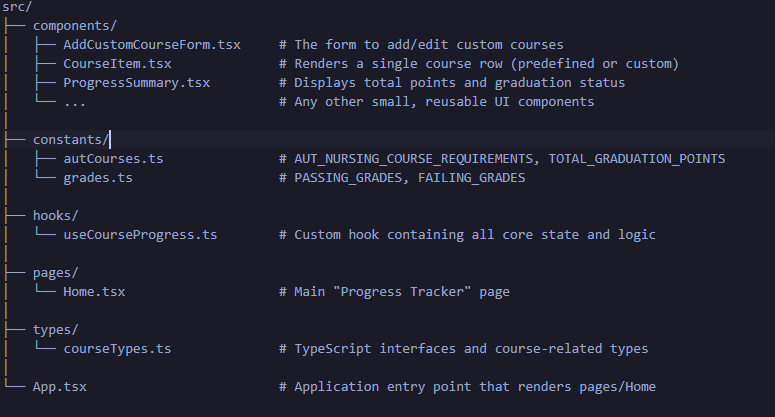 src/
├── components/
│   ├── AddCustomCourseForm.tsx     # The form to add/edit custom courses
│   ├── CourseItem.tsx              # Renders a single course row (predefined or custom)
│   ├── ProgressSummary.tsx         # Displays total points and graduation status
│   └── ...                         # Any other small, reusable UI components
│
├── constants/
│   ├── autCourses.ts               # AUT_NURSING_COURSE_REQUIREMENTS, TOTAL_GRADUATION_POINTS
│   └── grades.ts                   # PASSING_GRADES, FAILING_GRADES
│
├── hooks/
│   └── useCourseProgress.ts        # Custom hook containing all core state and logic
│
├── pages/
│   └── Home.tsx                    # Main "Progress Tracker" page
│
├── types/
│   └── courseTypes.ts              # TypeScript interfaces and course-related types
│
└── App.tsx                         # Application entry point that renders pages/Home